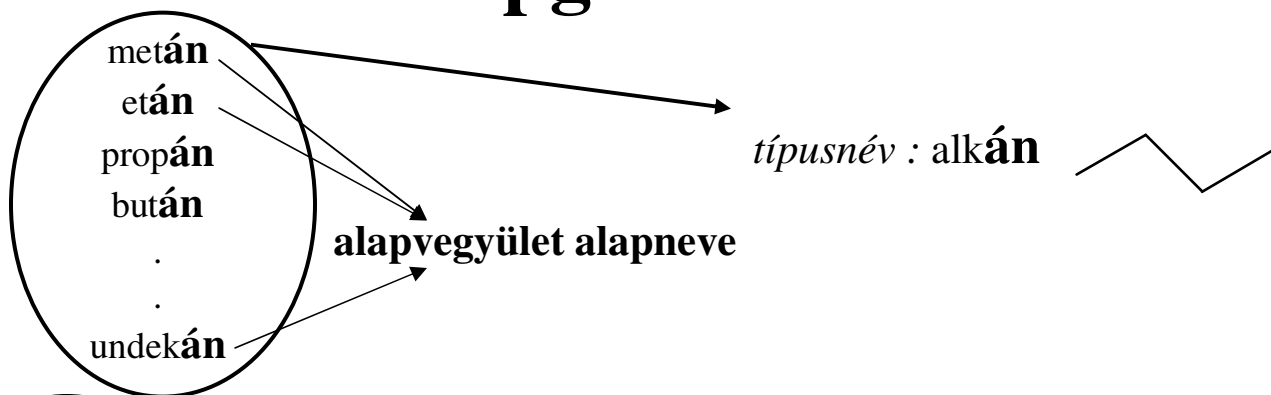 metán
etán
propán
bután
.
.
undekán
alapvegyület alapneve
típusnév : alkán